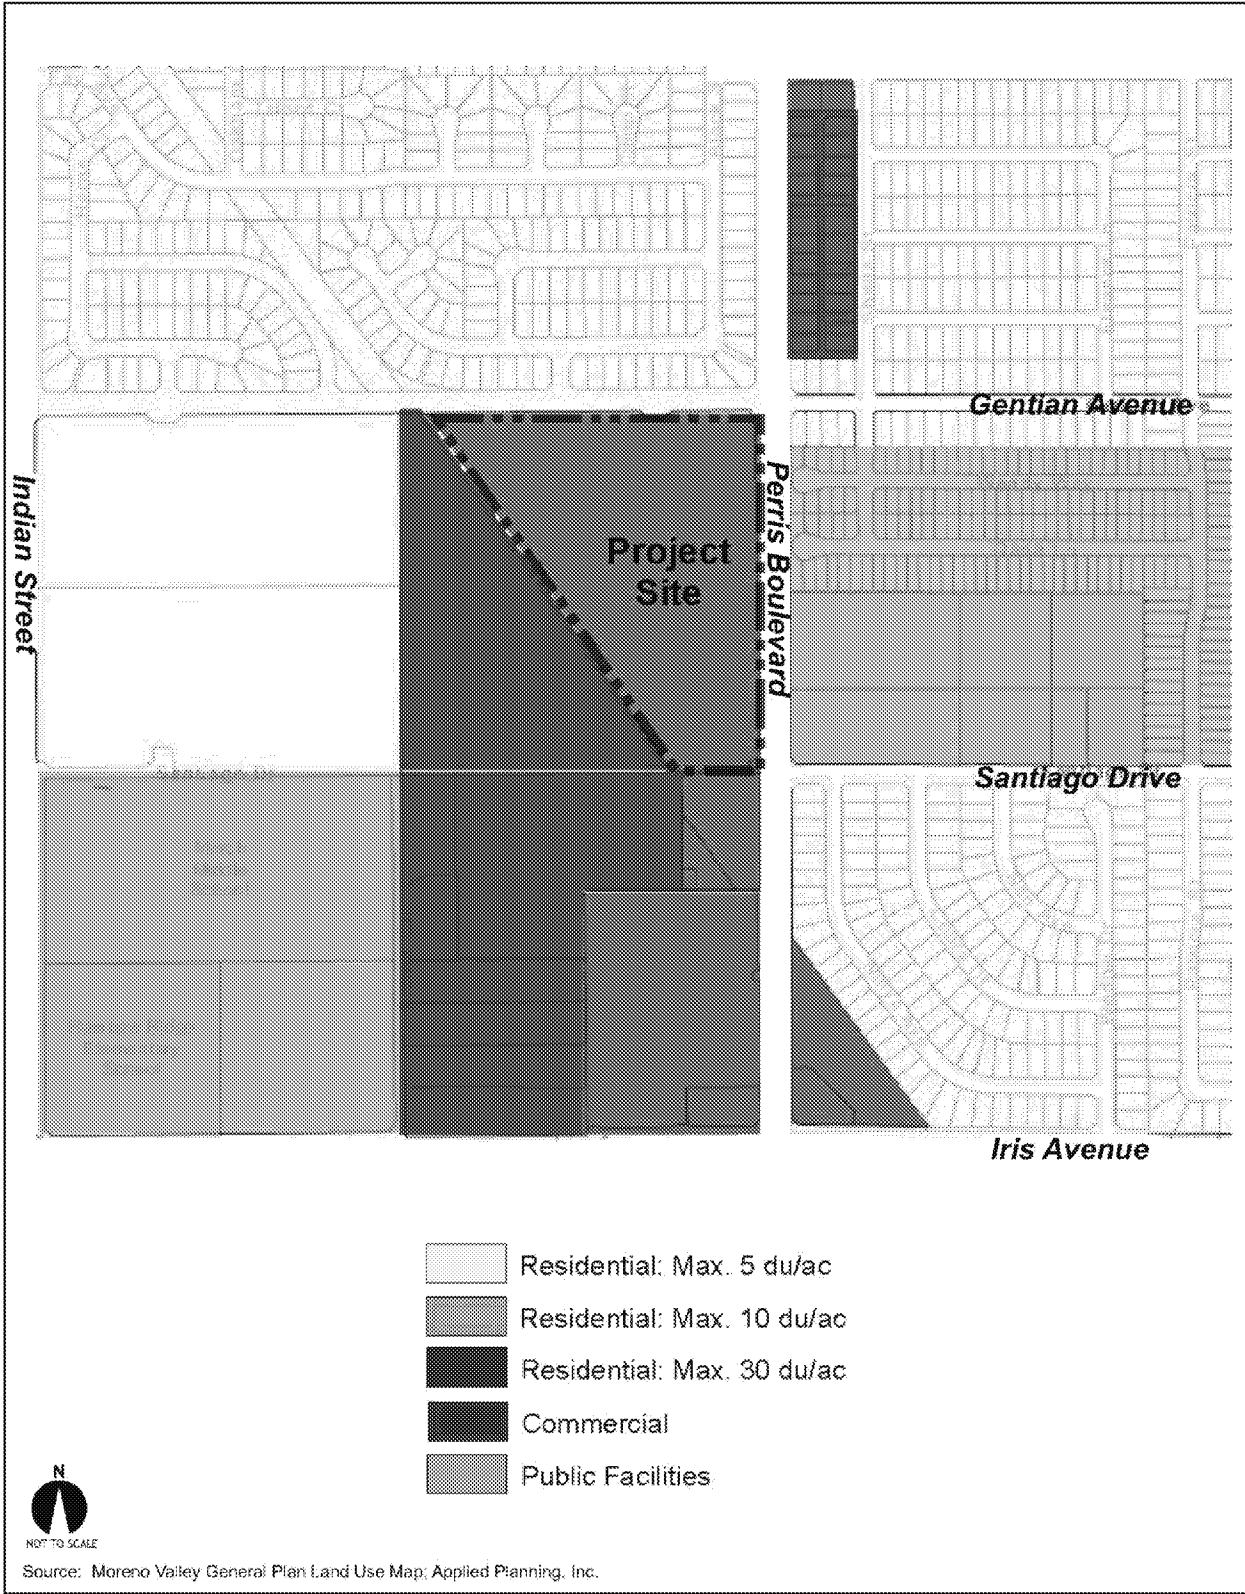 Gentian Avenue
Indian Street
Perris Boulevard
Project
Site
Santiago Drive
Iris Avenue
Residential: Max. 5 du/ac
Residential: Max. 10 du/ac
Residential: Max. 30 du/ac
Commercial
Public Facilities
N
NOT TO SCALE
Source: Moreno Valley General Plan Land Use Map; Applied Planning, Inc.